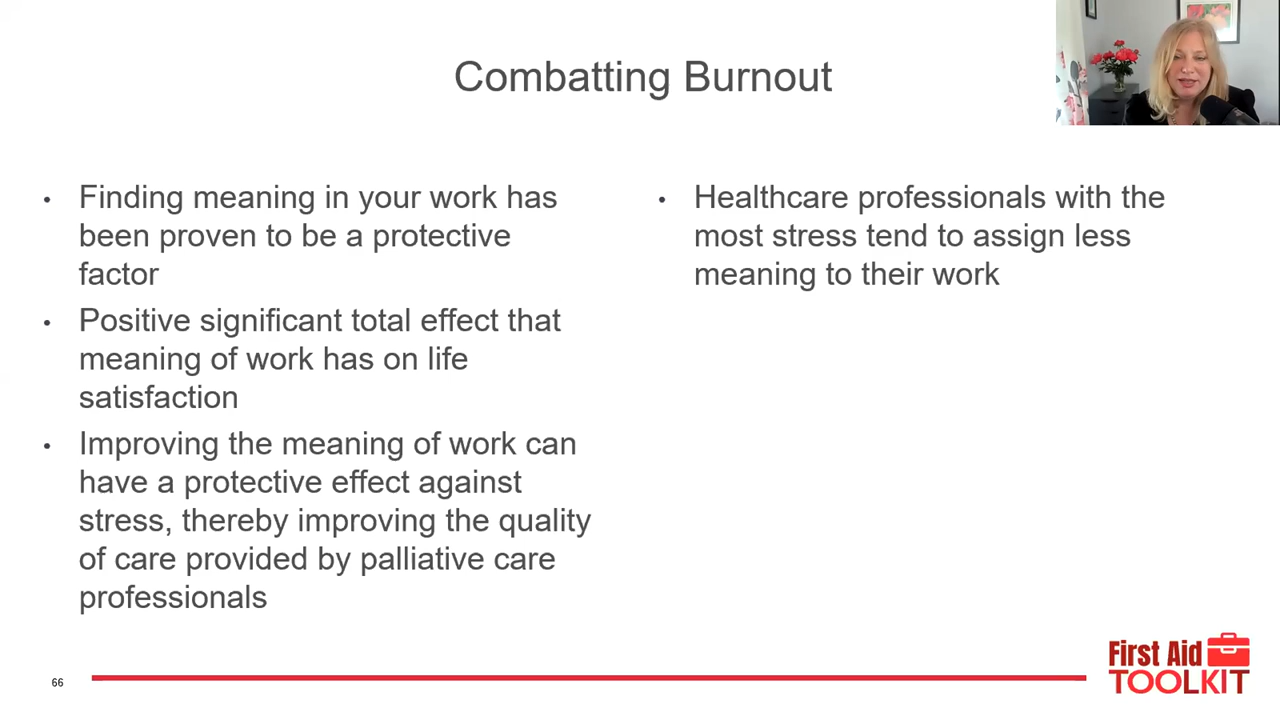 Combatting Burnout
• Finding meaning in your work has
been proven to be a protective
factor
• Positive significant total effect that
meaning of work has on life
satisfaction
• Improving the meaning of work can
have a protective effect against
stress, thereby improving the quality
of care provided by palliative care
professionals
• Healthcare professionals with the
most stress tend to assign less
meaning to their work
66
First Aid
TOOLKIT